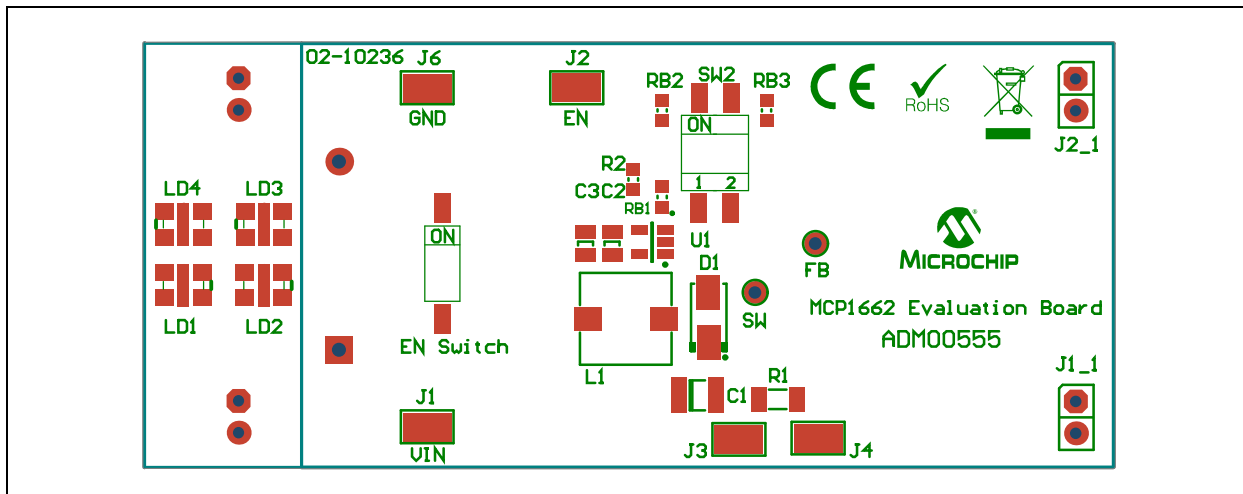 02-10236
J6
J2
GND
EN
RB2
SW2
RB3
ON
1 2
RoHS
J2_1
R2
C3C2
RB1
U1
LD4
LD3
LD1
LD2
ON
EN Switch
D1
SW
FB
MICROCHIP
MCP1662 Evaluation Board
ADM00555
L1
J1
VIN
C1
R1
J3
J4
J1_1